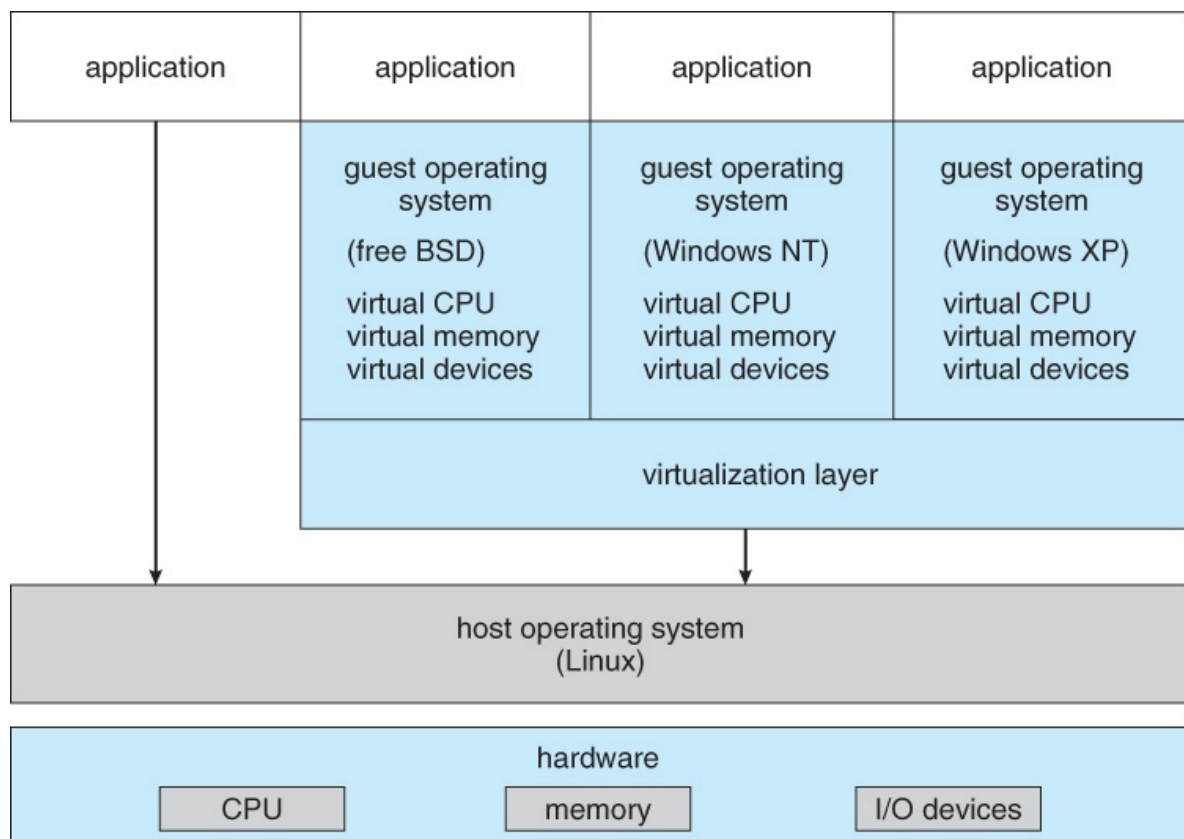 application
application
application
application
guest operating
system
(free BSD)
virtual CPU
virtual memory
virtual devices
guest operating
system
(Windows NT)
virtual CPU
virtual memory
virtual devices
guest operating
system
(Windows XP)
virtual CPU
virtual memory
virtual devices
virtualization layer
host operating system
(Linux)
hardware
CPU
memory
I/O devices